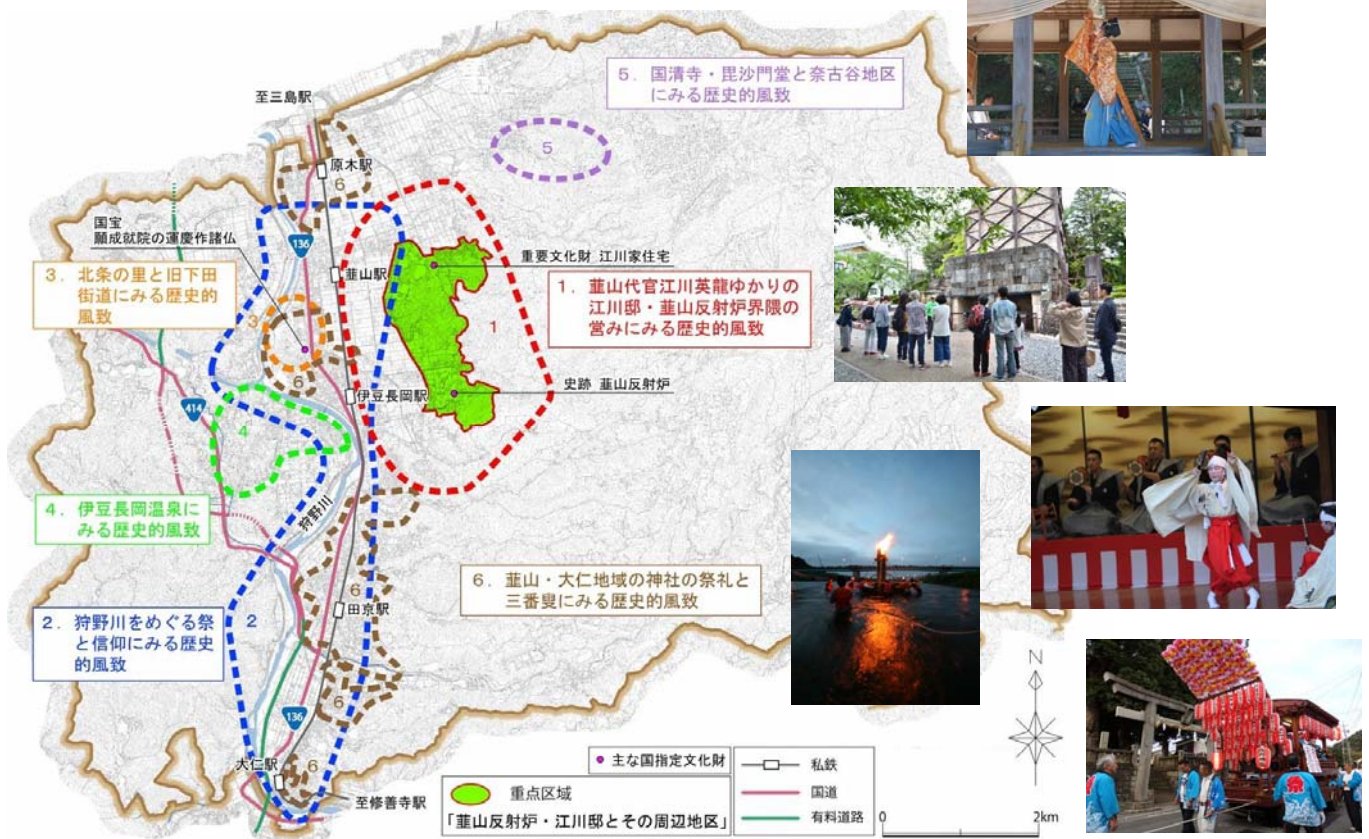 5．国清寺・毘沙門堂と奈古谷地区
にみる歴史的風致
至三島駅
5
原木駅
6
国宝
願成就院の運慶作諸仏
136
重要文化財 江川家住宅
韮山駅
3．北条の里と旧下田
街道にみる歴史的
風致
1．韮山代官江川英龍ゆかりの
江川邸・韮山反射炉界隈の
営みにみる歴史的風致
1
3
6
史跡 韮山反射炉
伊豆長岡駅
414
4
4．伊豆長岡温泉に
みる歴史的風致
狩野川
6．韮山・大仁地域の神社の祭礼と
三番叟にみる歴史的風致
6
田京駅
2．狩野川をめぐる祭
と信仰にみる歴史
的風致
2
6
136
大仁駅
6
至修善寺駅
N
主な国指定文化財
重点区域
「韮山反射炉・江川邸とその周辺地区」
私鉄
国道
有料道路
0
2km
祭